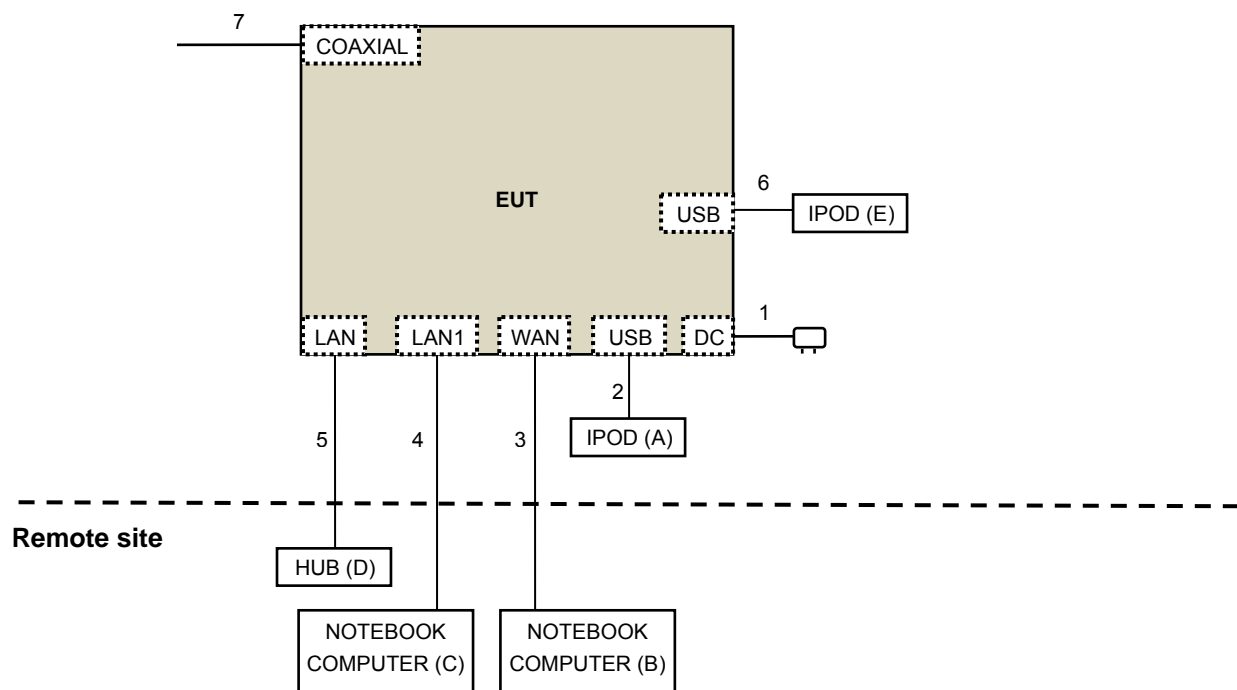 7
COAXIAL
EUT
6
USB
IPOD (E)
1
LAN
LAN1
WAN
USB
DC
2
5
4
3
IPOD (A)
Remote site
HUB (D)
NOTEBOOK
COMPUTER (C)
NOTEBOOK
COMPUTER (B)